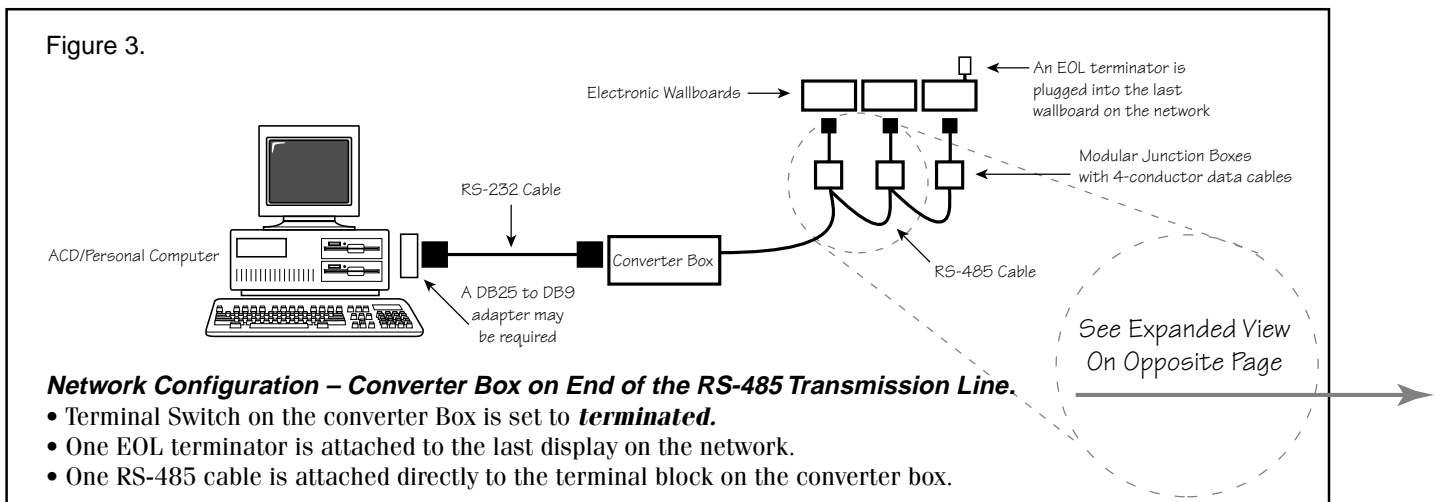 Figure 3.
Electronic Wallboards
An EOL terminator is
plugged into the last
wallboard on the network
Modular Junction Boxes
with 4-conductor data cables
RS-232 Cable
ACD/Personal Computer
Converter Box
RS-485 Cable
A DB25 to DB9
adapter may
be required
See Expanded View
On Opposite Page
Network Configuration – Converter Box on End of the RS-485 Transmission Line.
• Terminal Switch on the converter Box is set to terminated.
• One EOL terminator is attached to the last display on the network.
• One RS-485 cable is attached directly to the terminal block on the converter box.